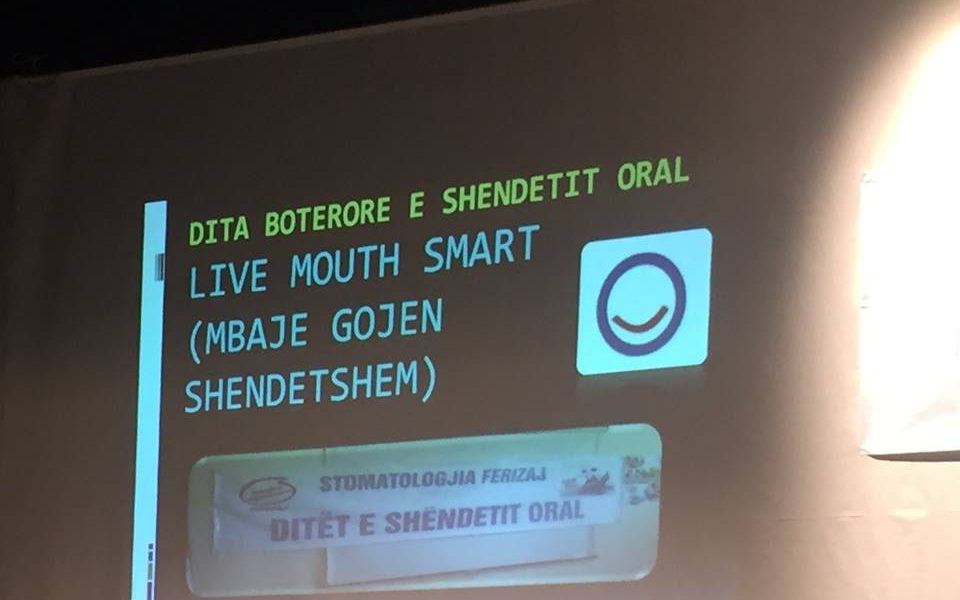 DITA BOTERORE E SHENDETIT ORAL
LIVE MOUTH SMART
(MBAJE GOJEN
SHENDETSHEM)
STOMATOLOGJIA FERIZAJ
DITËT E SHËNDETIT ORAL